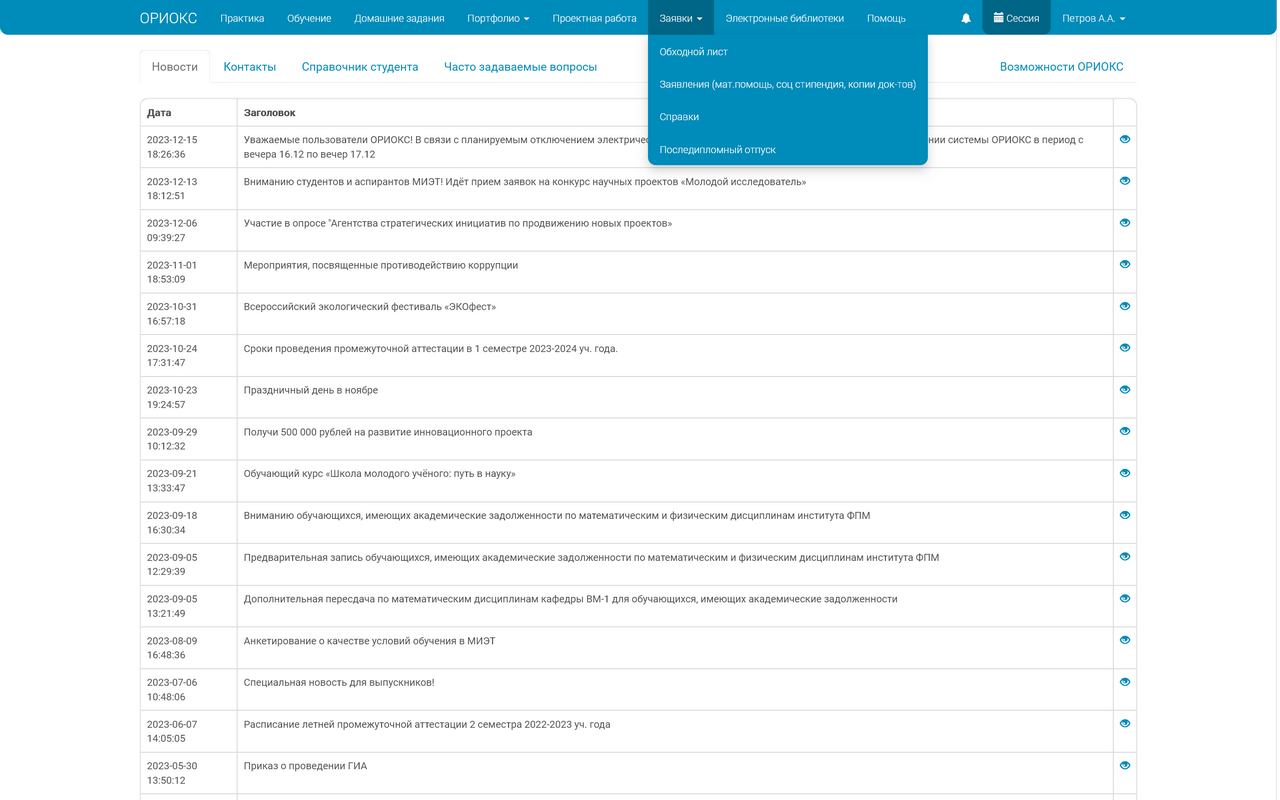 ОРИОКС Практика Обучение Домашние задания Портфолио Проектная работа Заявки Электронные библиотеки Помощь Сессия Петров А.А.
Обходной лист
Заявления (мат.помощь, соц стипендия, копии док-тов)
Справки
Последипломный отпуск
Новости Контакты Справочник студента Часто задаваемые вопросы Возможности ОРИОКС
Дата Заголовок
2023-12-15 Уважаемые пользователи ОРИОКС! В связи с планируемым отключением электричес нии системы ОРИОКС в период с
18:26:36 вечера 16.12 по вечер 17.12
2023-12-13 Вниманию студентов и аспирантов МИЭТ! Идёт прием заявок на конкурс научных проектов «Молодой исследователь»
18:12:51
2023-12-06 Участие в опросе "Агентства стратегических инициатив по продвижению новых проектов»
09:39:27
2023-11-01 Мероприятия, посвященные противодействию коррупции
18:53:09
2023-10-31 Всероссийский экологический фестиваль «ЭКОфест»
16:57:18
2023-10-24 Сроки проведения промежуточной аттестации в 1 семестре 2023-2024 уч. года.
17:31:47
2023-10-23 Праздничный день в ноябре
19:24:57
2023-09-29 Получи 500 000 рублей на развитие инновационного проекта
10:12:32
2023-09-21 Обучающий курс «Школа молодого учёного: путь в науку»
13:33:47
2023-09-18 Вниманию обучающихся, имеющих академические задолженности по математическим и физическим дисциплинам института ФПМ
16:30:34
2023-09-05 Предварительная запись обучающихся, имеющих академические задолженности по математическим и физическим дисциплинам института ФПМ
12:29:39
2023-09-05 Дополнительная пересдача по математическим дисциплинам кафедры ВМ-1 для обучающихся, имеющих академические задолженности
13:21:49
2023-08-09 Анкетирование о качестве условий обучения в МИЭТ
16:48:36
2023-07-06 Специальная новость для выпускников!
10:48:06
2023-06-07 Расписание летней промежуточной аттестации 2 семестра 2022-2023 уч. года
14:05:05
2023-05-30 Приказ о проведении ГИА
13:50:12